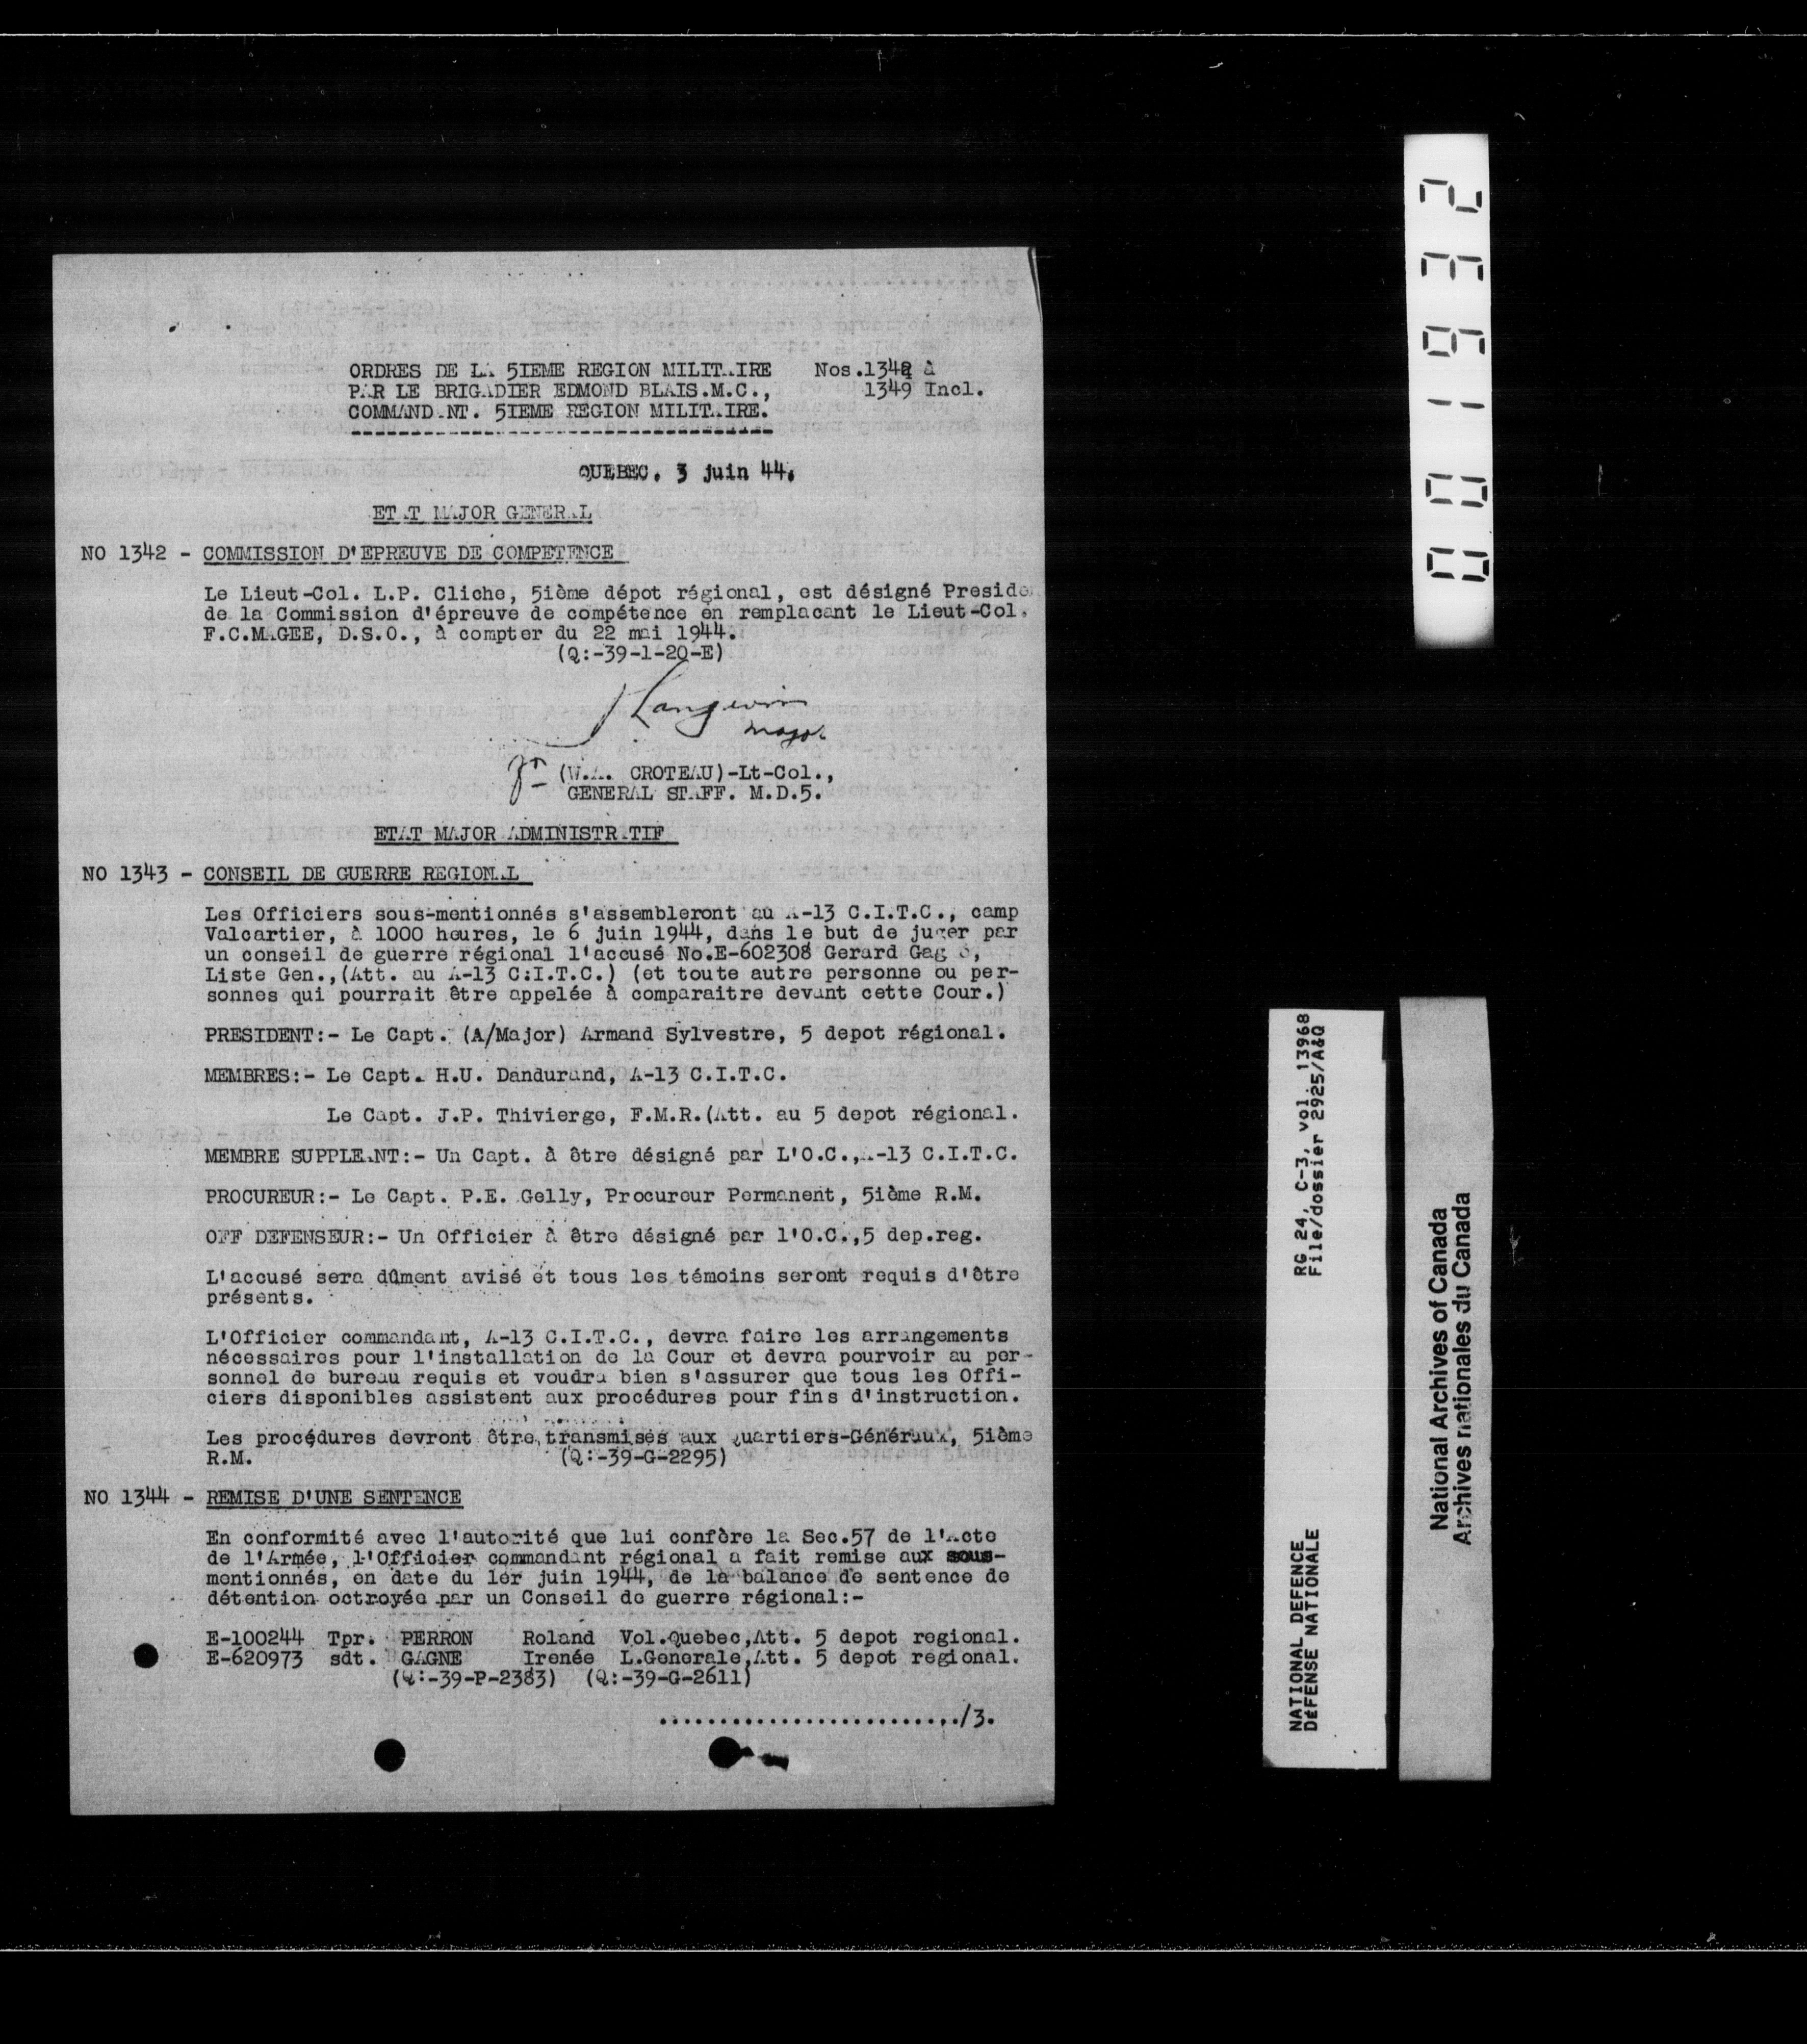 ORDRES DE LA 5IEME REGION MILITAIRE Nos.1342 à
PAR LE BRIGADIER EDMOND BLAIS.M.C., 1349 Incl.
COMMANDANT. 5IEME REGION MILITAIRE.
QUEBEC. 3 juin 44.
ETAT MAJOR GENERAL
NO 1342 - COMMISSION D'EPREUVE DE COMPETENCE
Le Lieut-Col. L.P. Cliche, 5ième dépot régional, est désigné Preside
de la Commission d'épreuve de compétence en remplacant le Lieut-Col.
F.C.MAGEE, D.S.O., à compter du 22 mai 1944.
(Q:-39-1-20-E)
Langevin
major
(W.A. CROTEAU)-Lt-Col.,
GENERAL STAFF. M.D.5.
ETAT MAJOR ADMINISTRATIF
NO 1343 - CONSEIL DE GUERRE REGIONAL
Les Officiers sous-mentionnés s'assembleront au A-13 C.I.T.C., camp
Valcartier, à 1000 heures, le 6 juin 1944, dans le but de juger par
un conseil de guerre régional l'accusé No.E-602308 Gerard Gag é,
Liste Gen.,(Att. au A-13 C.I.T.C.) (et toute autre personne ou per-
sonnes qui pourrait être appelée à comparaitre devant cette Cour.)
PRESIDENT:- Le Capt. (A/Major) Armand Sylvestre, 5 depot régional.
MEMBRES:- Le Capt. H.U. Dandurand, A-13 C.I.T.C.
Le Capt. J.P. Thivierge, F.M.R.(Att. au 5 depot régional.
MEMBRE SUPPLEANT:- Un Capt. à être désigné par L'O.C.,A-13 C.I.T.C.
PROCUREUR:- Le Capt. P.E. Gelly, Procureur Permanent, 5ième R.M.
OFF DEFENSEUR:- Un Officier à être désigné par l'O.C.,5 dep.reg.
L'accusé sera dûment avisé et tous les témoins seront requis d'être
présents.
L'Officier commandant, A-13 C.I.T.C., devra faire les arrangements
nécessaires pour l'installation de la Cour et devra pourvoir au per-
sonnel de bureau requis et voudra bien s'assurer que tous les Offi-
ciers disponibles assistent aux procédures pour fins d'instruction.
Les procédures devront être transmises aux Quartiers-Généraux, 5ième
R.M. (Q:-39-G-2295)
NO 1344 - REMISE D'UNE SENTENCE
En conformité avec l'autorité que lui confère la Sec.57 de l'Acte
de l'Armée, l'Officier commandant régional a fait remise aux sous-
mentionnés, en date du 1er juin 1944, de la balance de sentence de
détention octroyée par un Conseil de guerre régional:-
E-100244 Tpr. PERRON Roland Vol.Quebec,Att. 5 depot regional.
E-620973 sdt. GAGNE Irenée L.Generale,Att. 5 depot regional.
(Q:-39-P-2383) (Q:-39-G-2611)
........................../3.
001932
RG 24, C-3, vol. 13968
File/dossier 2925/A&Q
NATIONAL DEFENCE
DÉFENSE NATIONALE
National Archives of Canada
Archives nationales du Canada